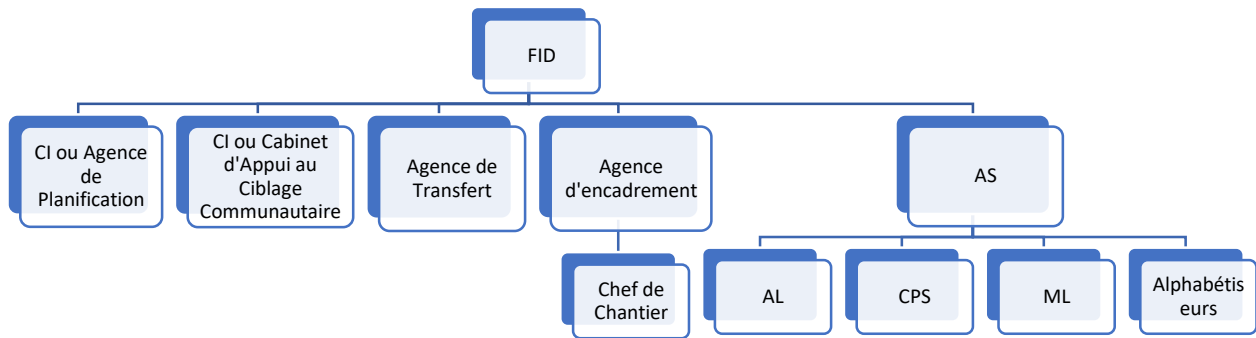 FID
CI ou Agence
de
Planification
CI ou Cabinet
d'Appui au
Ciblage
Communautaire
Agence de
Transfert
Agence
d'encadrement
AS
Chef de
Chantier
AL
CPS
ML
Alphabétis
eurs